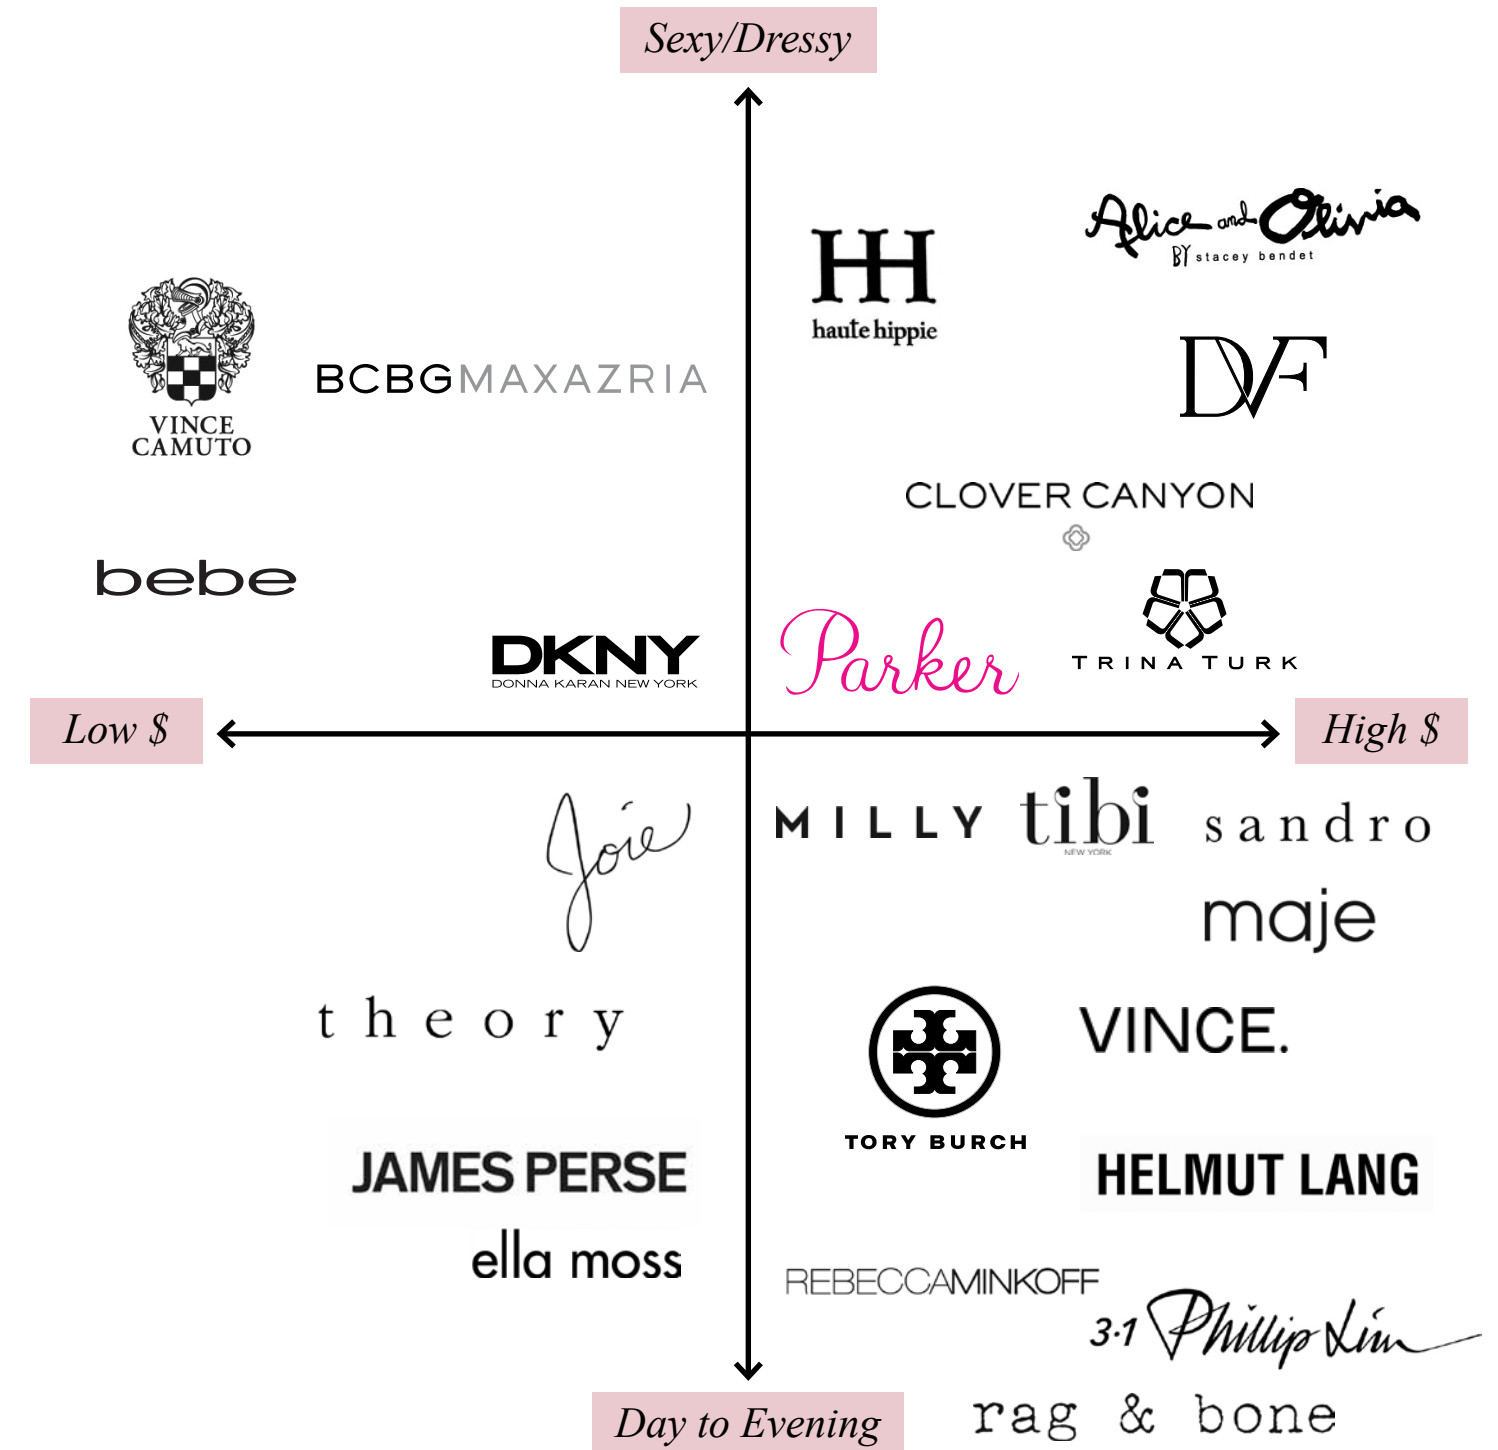 Sexy/Dressy
Alice and Olivia
BY stacey bendet
HH
haute hippie
VINCE
CAMUTO
BCBGMAXAZRIA
DVF
CLOVER CANYON
bebe
DKNY
DONNA KARAN NEW YORK
Parker
TRINA TURK
Low $
High $
Joie
MILLY
tibi
NEW YORK
sandro
maje
theory
VINCE.
TORY BURCH
JAMES PERSE
HELMUT LANG
ella moss
REBECCAMINKOFF
3.1 Phillip Lim
rag & bone
Day to Evening